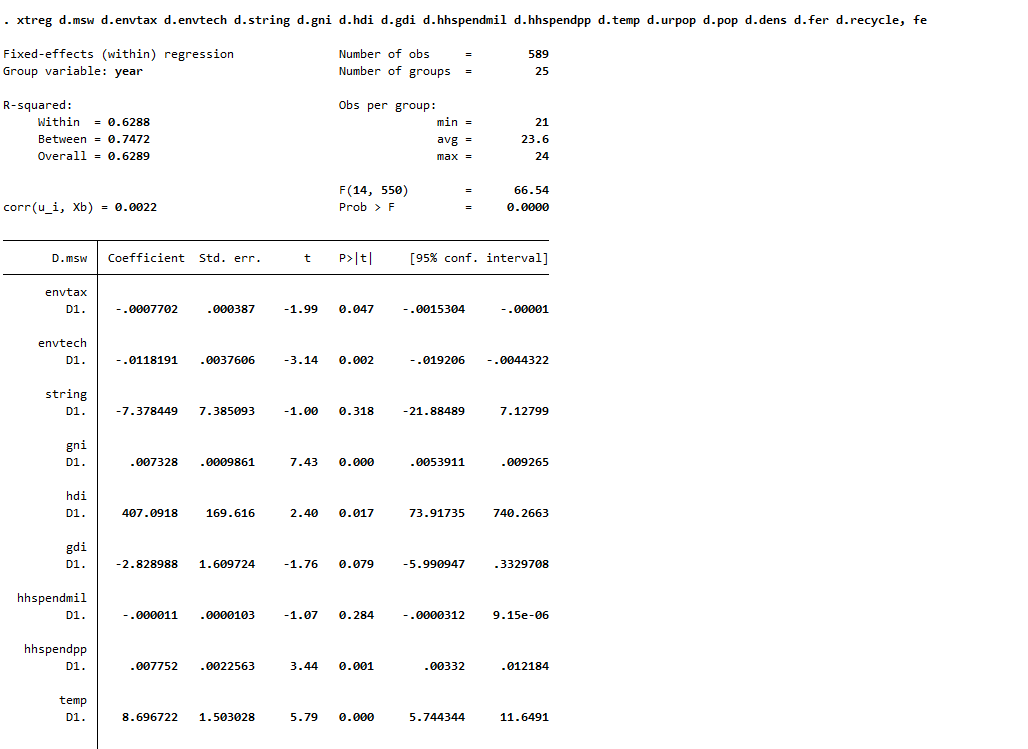 . xtreg d.msw d.envtax d.envtech d.string d.gni d.hdi d.gdi d.hhspendmil d.hhspendpp d.temp d.urpop d.pop d.dens d.fer d.recycle, fe
Fixed-effects (within) regression Number of obs = 589
Group variable: year Number of groups = 25
R-squared: Obs per group:
Within = 0.6288 min = 21
Between = 0.7472 avg = 23.6
Overall = 0.6289 max = 24
F(14, 550) = 66.54
corr(u_i, Xb) = 0.0022 Prob > F = 0.0000
D.msw Coefficient Std. err. t P>|t| [95% conf. interval]
envtax
D1. -.0007702 .000387 -1.99 0.047 -.0015304 -.00001
envtech
D1. -.0118191 .0037606 -3.14 0.002 -.019206 -.0044322
string
D1. -7.378449 7.385093 -1.00 0.318 -21.88489 7.12799
gni
D1. .007328 .0009861 7.43 0.000 .0053911 .009265
hdi
D1. 407.0918 169.616 2.40 0.017 73.91735 740.2663
gdi
D1. -2.828988 1.609724 -1.76 0.079 -5.990947 .3329708
hhspendmil
D1. -.000011 .0000103 -1.07 0.284 -.0000312 9.15e-06
hhspendpp
D1. .007752 .0022563 3.44 0.001 .00332 .012184
temp
D1. 8.696722 1.503028 5.79 0.000 5.744344 11.6491